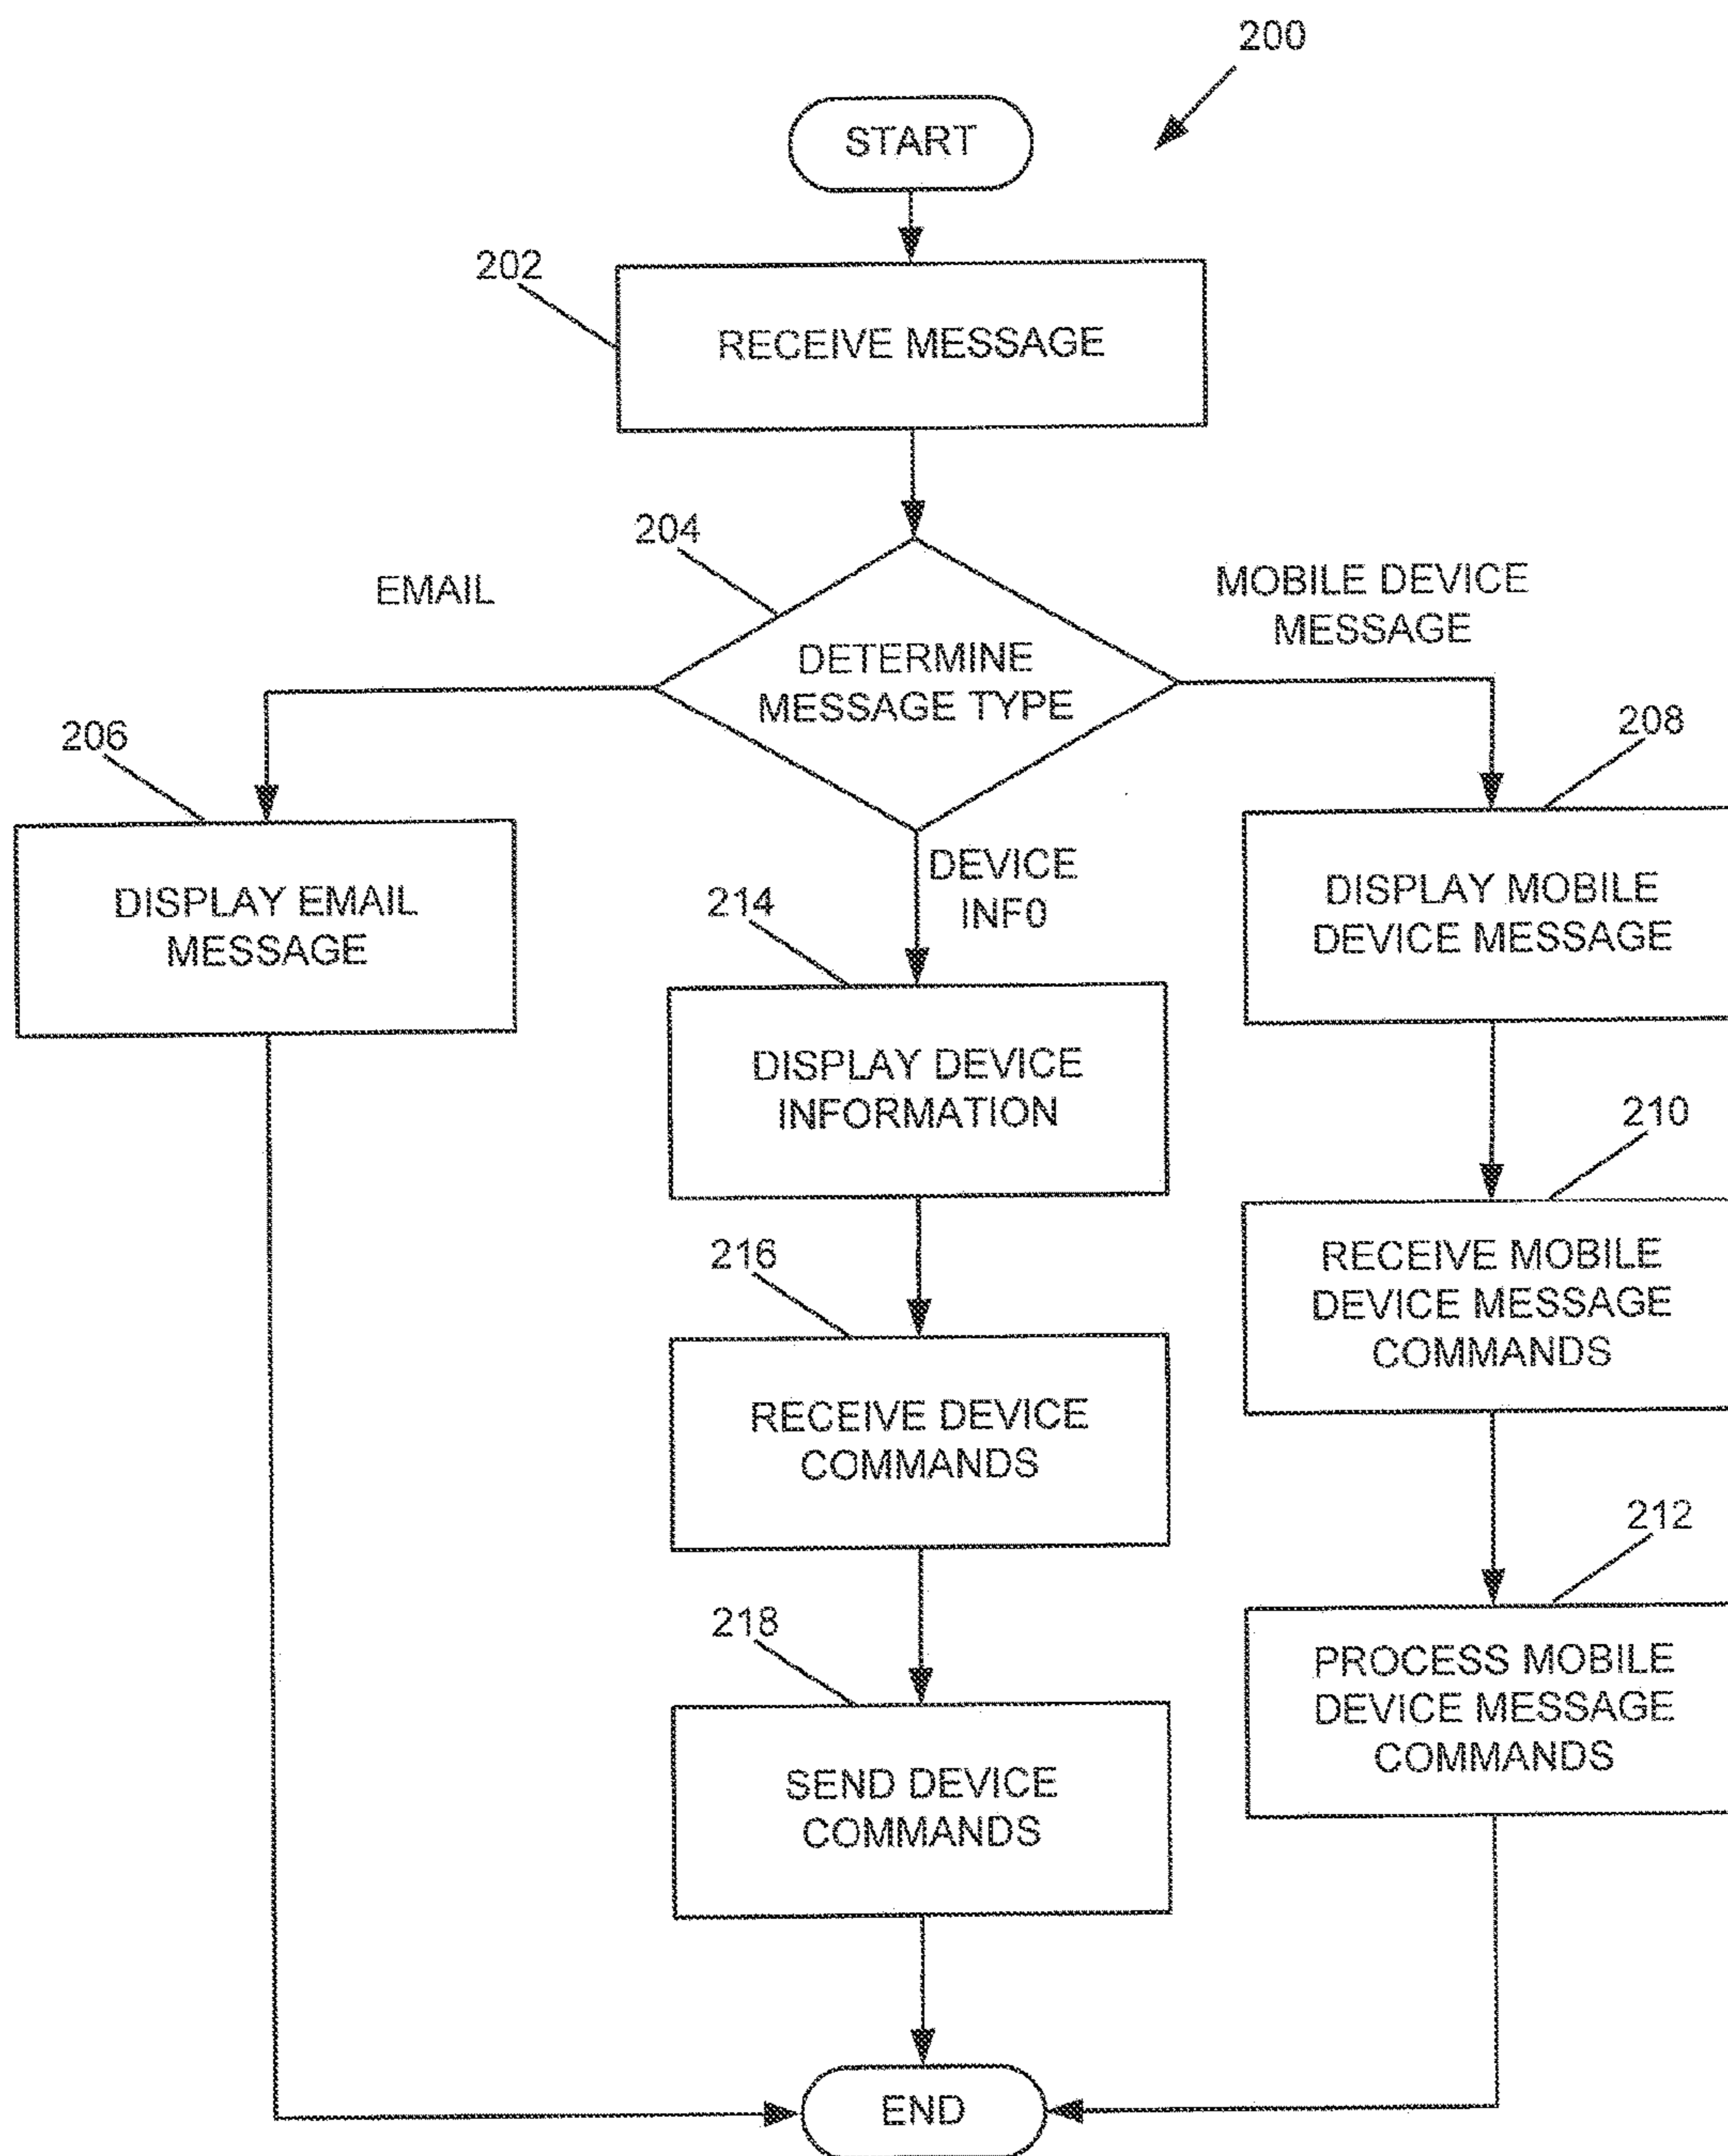 200
START
202
RECEIVE MESSAGE
204
EMAIL
MOBILE DEVICE
MESSAGE
DETERMINE
MESSAGE TYPE
206
208
DISPLAY EMAIL
MESSAGE
DEVICE
INF0
214
DISPLAY MOBILE
DEVICE MESSAGE
DISPLAY DEVICE
INFORMATION
210
216
RECEIVE MOBILE
DEVICE MESSAGE
COMMANDS
RECEIVE DEVICE
COMMANDS
212
218
PROCESS MOBILE
DEVICE MESSAGE
COMMANDS
SEND DEVICE
COMMANDS
END